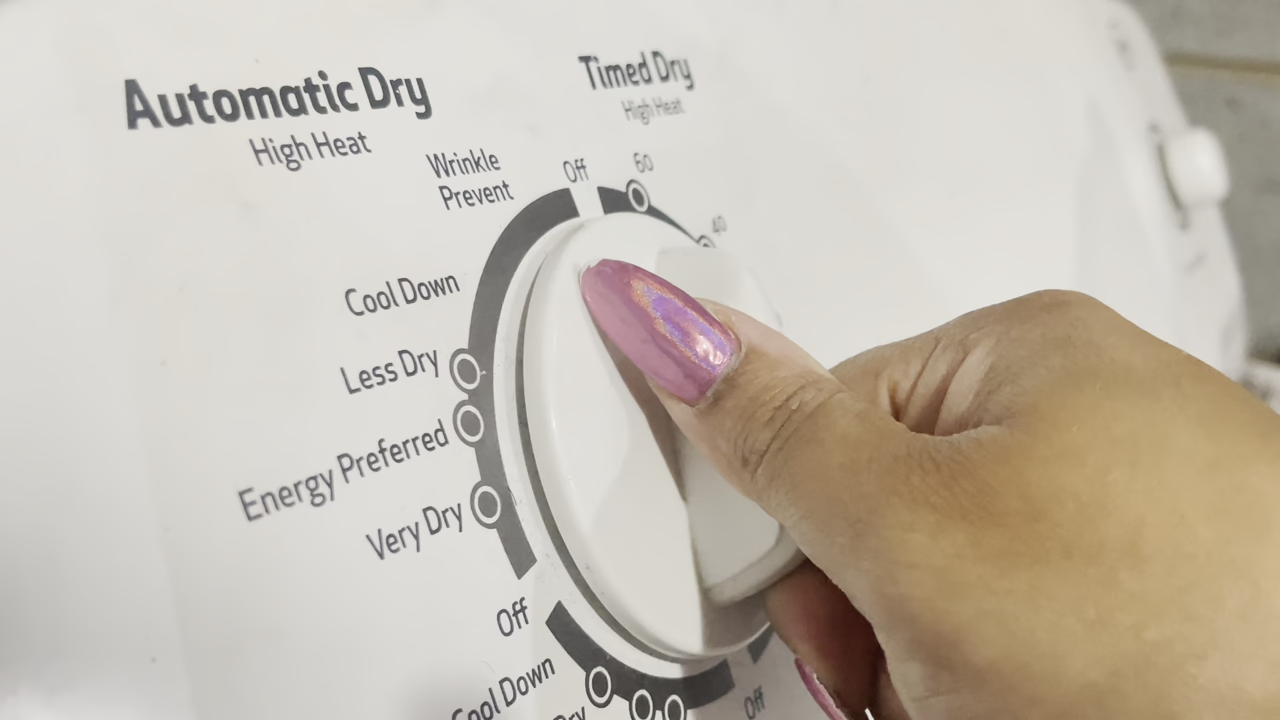 Automatic Dry
High Heat
Timed Dry
High Heat
Wrinkle
Prevent
Off
60
40
Cool Down
Less Dry
Energy Preferred
Very Dry
Off
Cool Down
Dry
Off